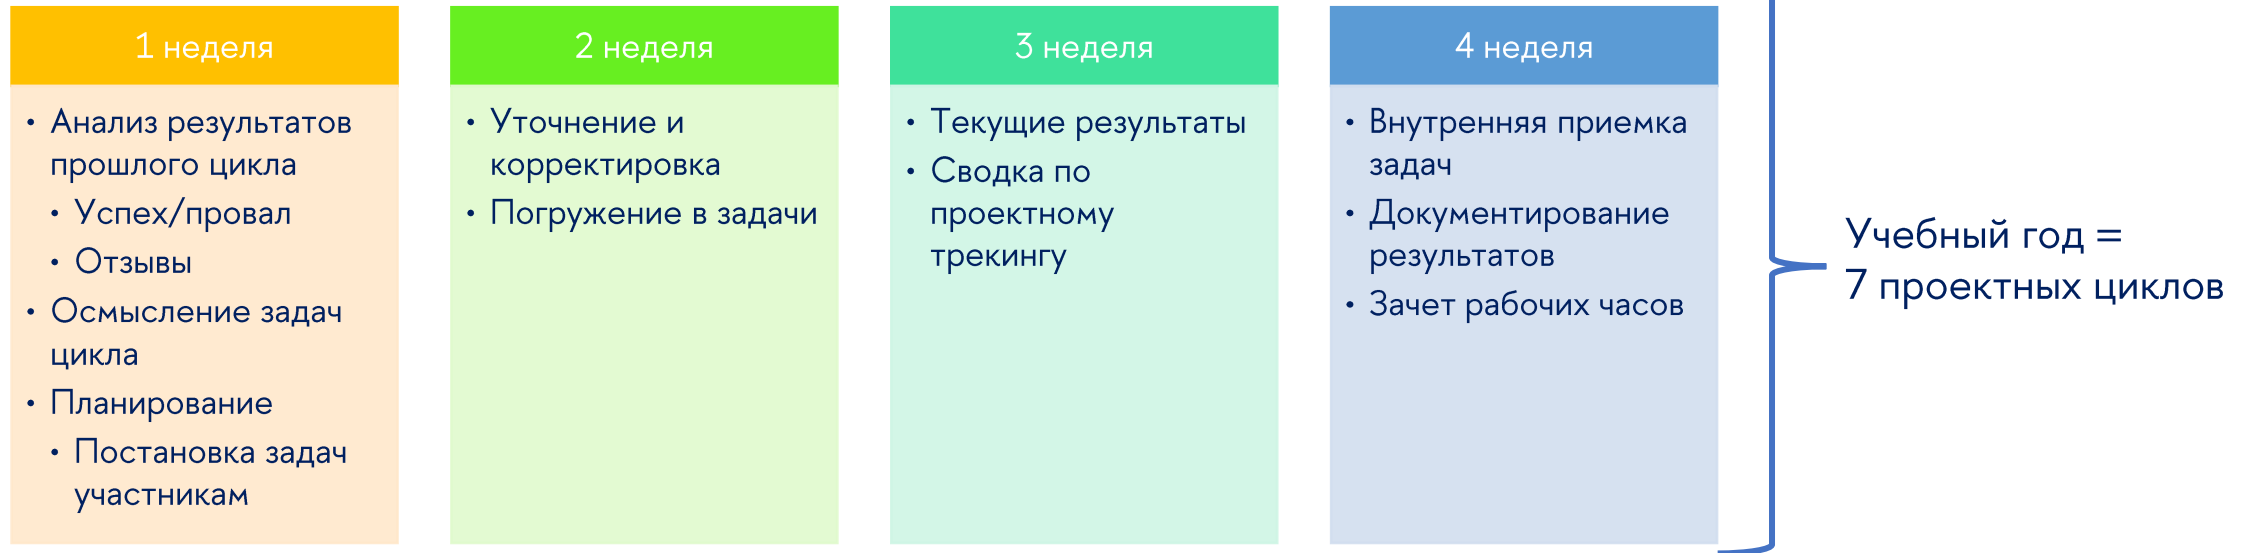 1 неделя
• Анализ результатов
прошлого цикла
• Успех/провал
• Отзывы
• Осмысление задач
цикла
• Планирование
• Постановка задач
участникам
2 неделя
• Уточнение и
корректировка
• Погружение в задачи
3 неделя
• Текущие результаты
• Сводка по
проектному
трекингу
4 неделя
• Внутренняя приемка
задач
• Документирование
результатов
• Зачет рабочих часов
Учебный год =
7 проектных циклов